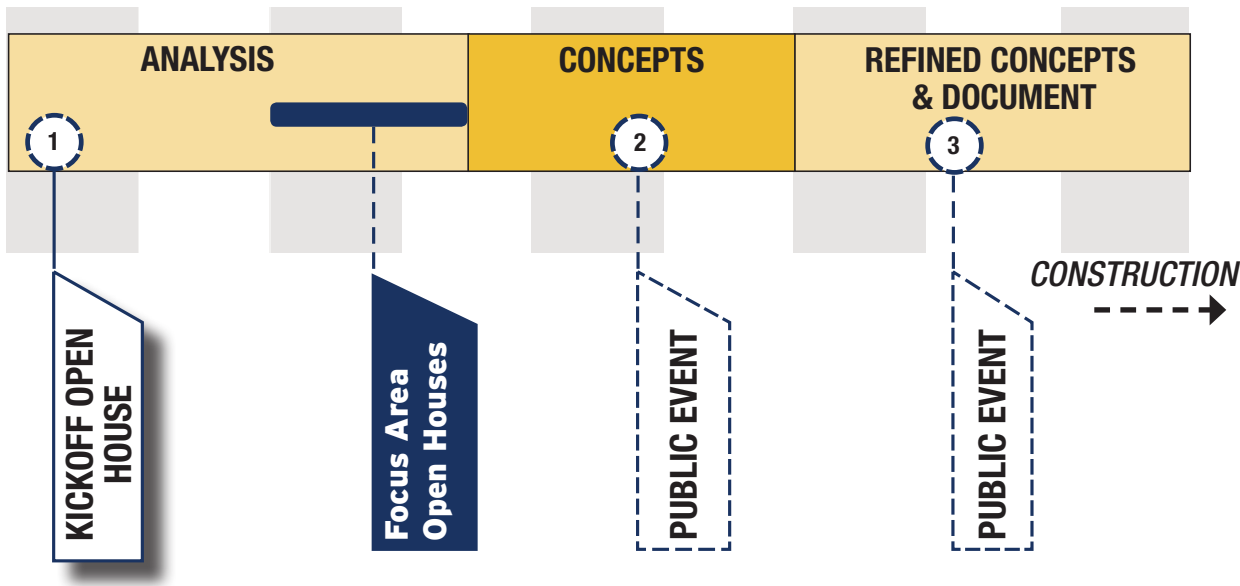 ANALYSIS
CONCEPTS
REFINED CONCEPTS
& DOCUMENT
1
2
3
CONSTRUCTION
KICKOFF OPEN
HOUSE
Focus Area
Open Houses
PUBLIC EVENT
PUBLIC EVENT